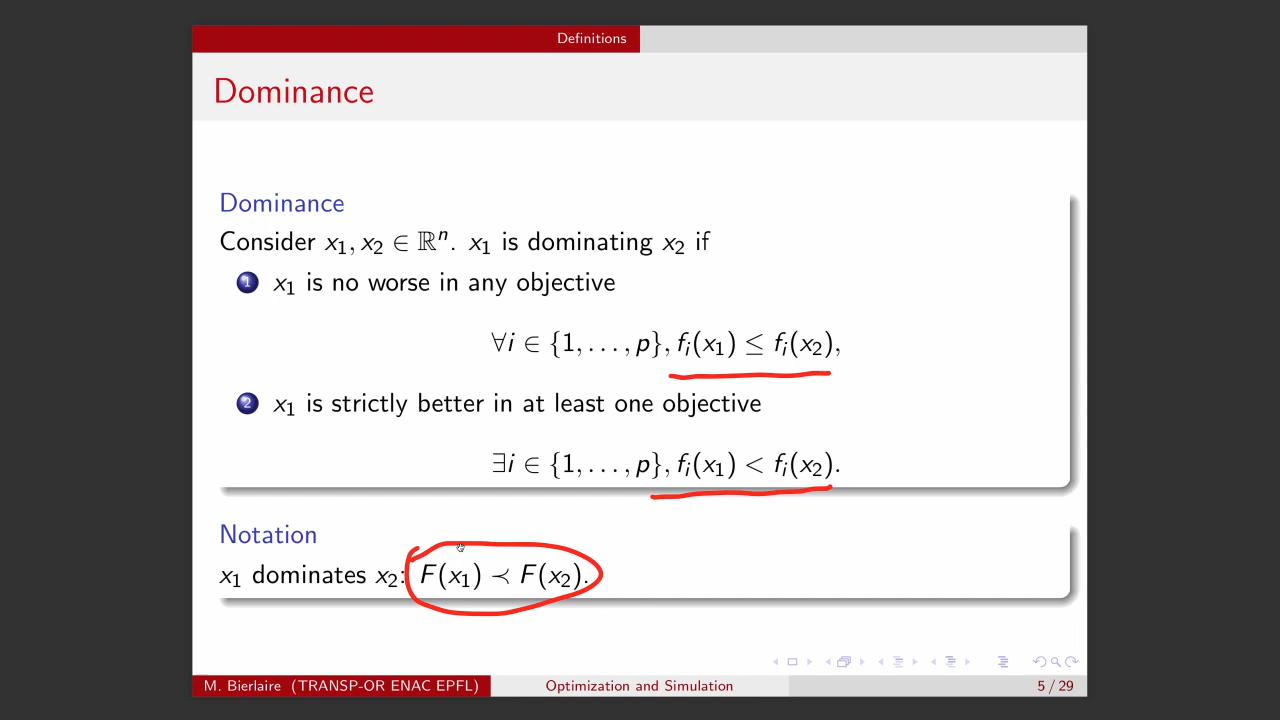 Definitions
Dominance
Dominance
Consider x₁, x₂ ∈ ℝⁿ. x₁ is dominating x₂ if
1 x₁ is no worse in any objective
∀i ∈ {1, . . . , p}, fᵢ(x₁) ≤ fᵢ(x₂),
2 x₁ is strictly better in at least one objective
∃i ∈ {1, . . . , p}, fᵢ(x₁) < fᵢ(x₂).
Notation
x₁ dominates x₂: F(x₁) ≺ F(x₂).
M. Bierlaire (TRANSP-OR ENAC EPFL) Optimization and Simulation 5 / 29